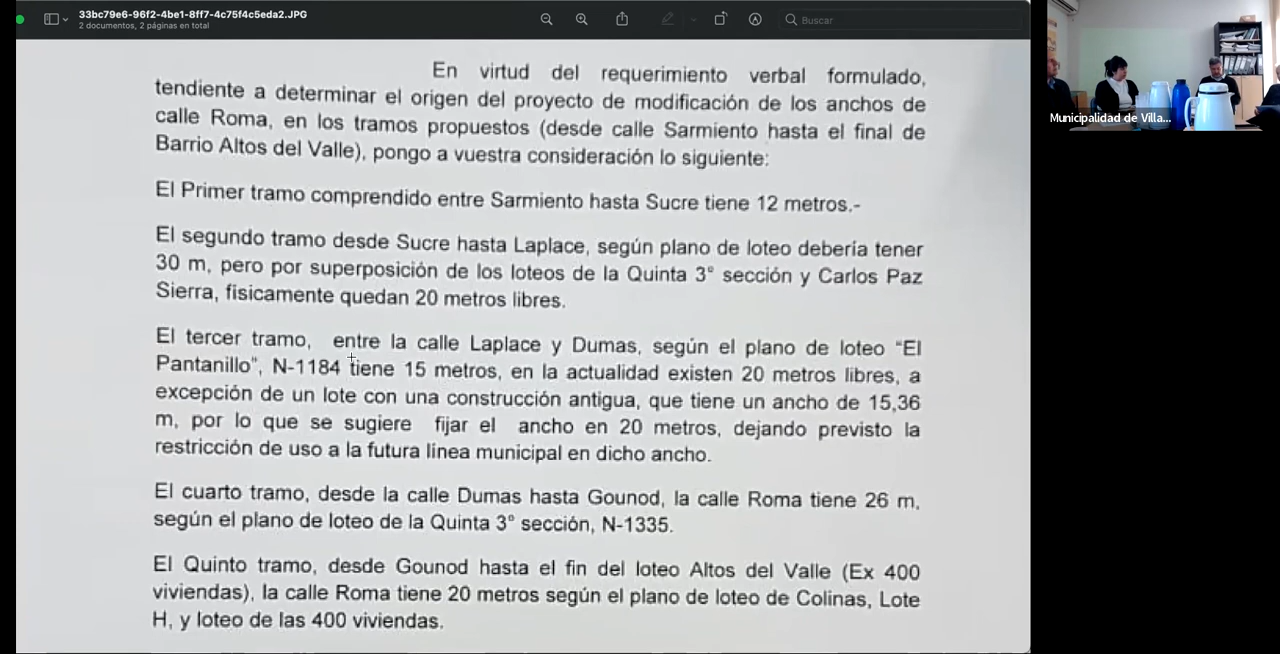 33bc79e6-96f2-4be1-8ff7-4c75f4c5eda2.JPG
2 documentos, 2 páginas en total
Buscar
En virtud del requerimiento verbal formulado,
tendiente a determinar el origen del proyecto de modificación de los anchos de
calle Roma, en los tramos propuestos (desde calle Sarmiento hasta el final de
Barrio Altos del Valle), pongo a vuestra consideración lo siguiente:
El Primer tramo comprendido entre Sarmiento hasta Sucre tiene 12 metros.-
El segundo tramo desde Sucre hasta Laplace, según plano de loteo debería tener
30 m, pero por superposición de los loteos de la Quinta 3° sección y Carlos Paz
Sierra, fisicamente quedan 20 metros libres.
El tercer tramo, entre la calle Laplace y Dumas, según el plano de loteo “El
Pantanillo”, N-1184 tiene 15 metros, en la actualidad existen 20 metros libres, a
excepción de un lote con una construcción antigua, que tiene un ancho de 15,36
m, por lo que se sugiere fijar el ancho en 20 metros, dejando previsto la
restricción de uso a la futura línea municipal en dicho ancho.
El cuarto tramo, desde la calle Dumas hasta Gounod, la calle Roma tiene 26 m,
según el plano de loteo de la Quinta 3° sección, N-1335.
El Quinto tramo, desde Gounod hasta el fin del loteo Altos del Valle (Ex 400
viviendas), la calle Roma tiene 20 metros según el plano de loteo de Colinas, Lote
H, y loteo de las 400 viviendas.
Municipalidad de Villa...